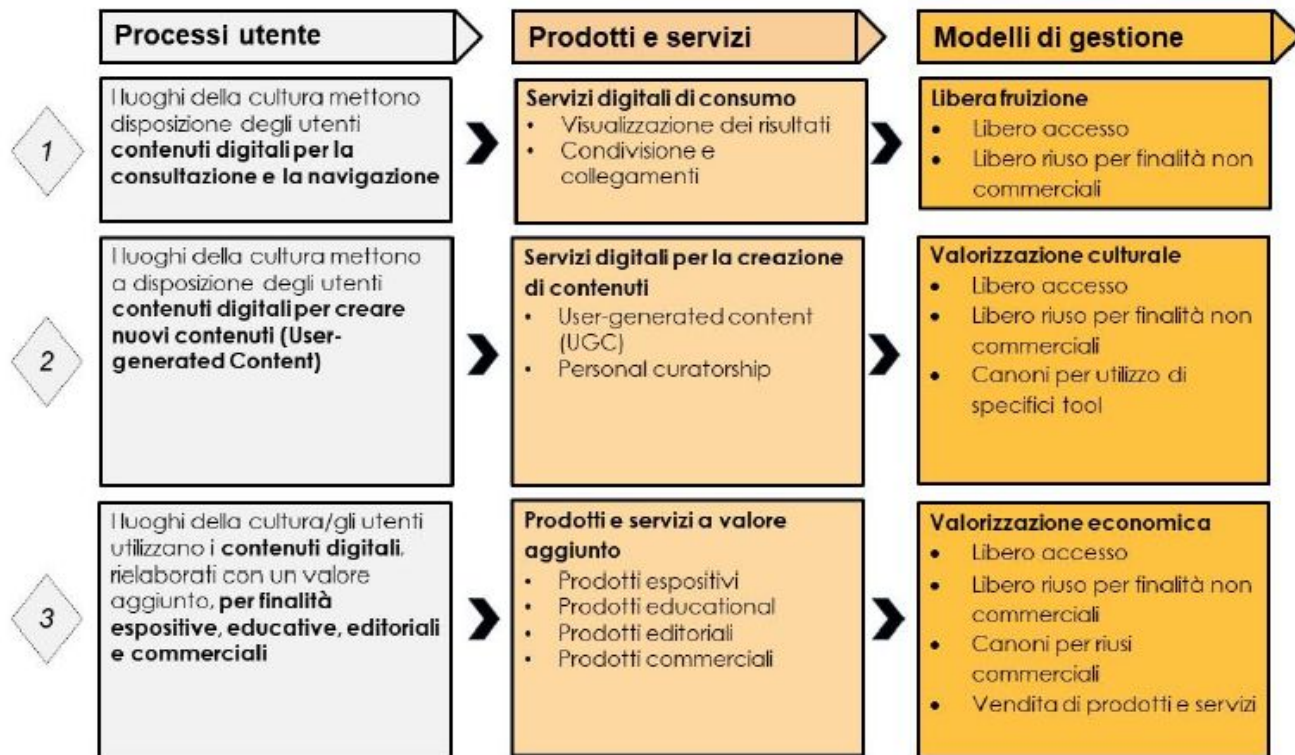 Processi utente
Prodotti e servizi
Modelli di gestione
1
I luoghi della cultura mettono
disposizione degli utenti
contenuti digitali per la
consultazione e la navigazione
Servizi digitali di consumo
• Visualizzazione dei risultati
• Condivisione e
collegamenti
Libera fruizione
• Libero accesso
• Libero riuso per finalità non
commerciali
2
I luoghi della cultura mettono
a disposizione degli utenti
contenuti digitali per creare
nuovi contenuti (User-
generated Content)
Servizi digitali per la creazione
di contenuti
• User-generated content
(UGC)
• Personal curatorship
Valorizzazione culturale
• Libero accesso
• Libero riuso per finalità non
commerciali
• Canoni per utilizzo di
specifici tool
3
I luoghi della cultura/gli utenti
utilizzano i contenuti digitali,
rielaborati con un valore
aggiunto, per finalità
espositive, educative, editoriali
e commerciali
Prodotti e servizi a valore
aggiunto
• Prodotti espositivi
• Prodotti educational
• Prodotti editoriali
• Prodotti commerciali
Valorizzazione economica
• Libero accesso
• Libero riuso per finalità non
commerciali
• Canoni per riusi
commerciali
• Vendita di prodotti e servizi